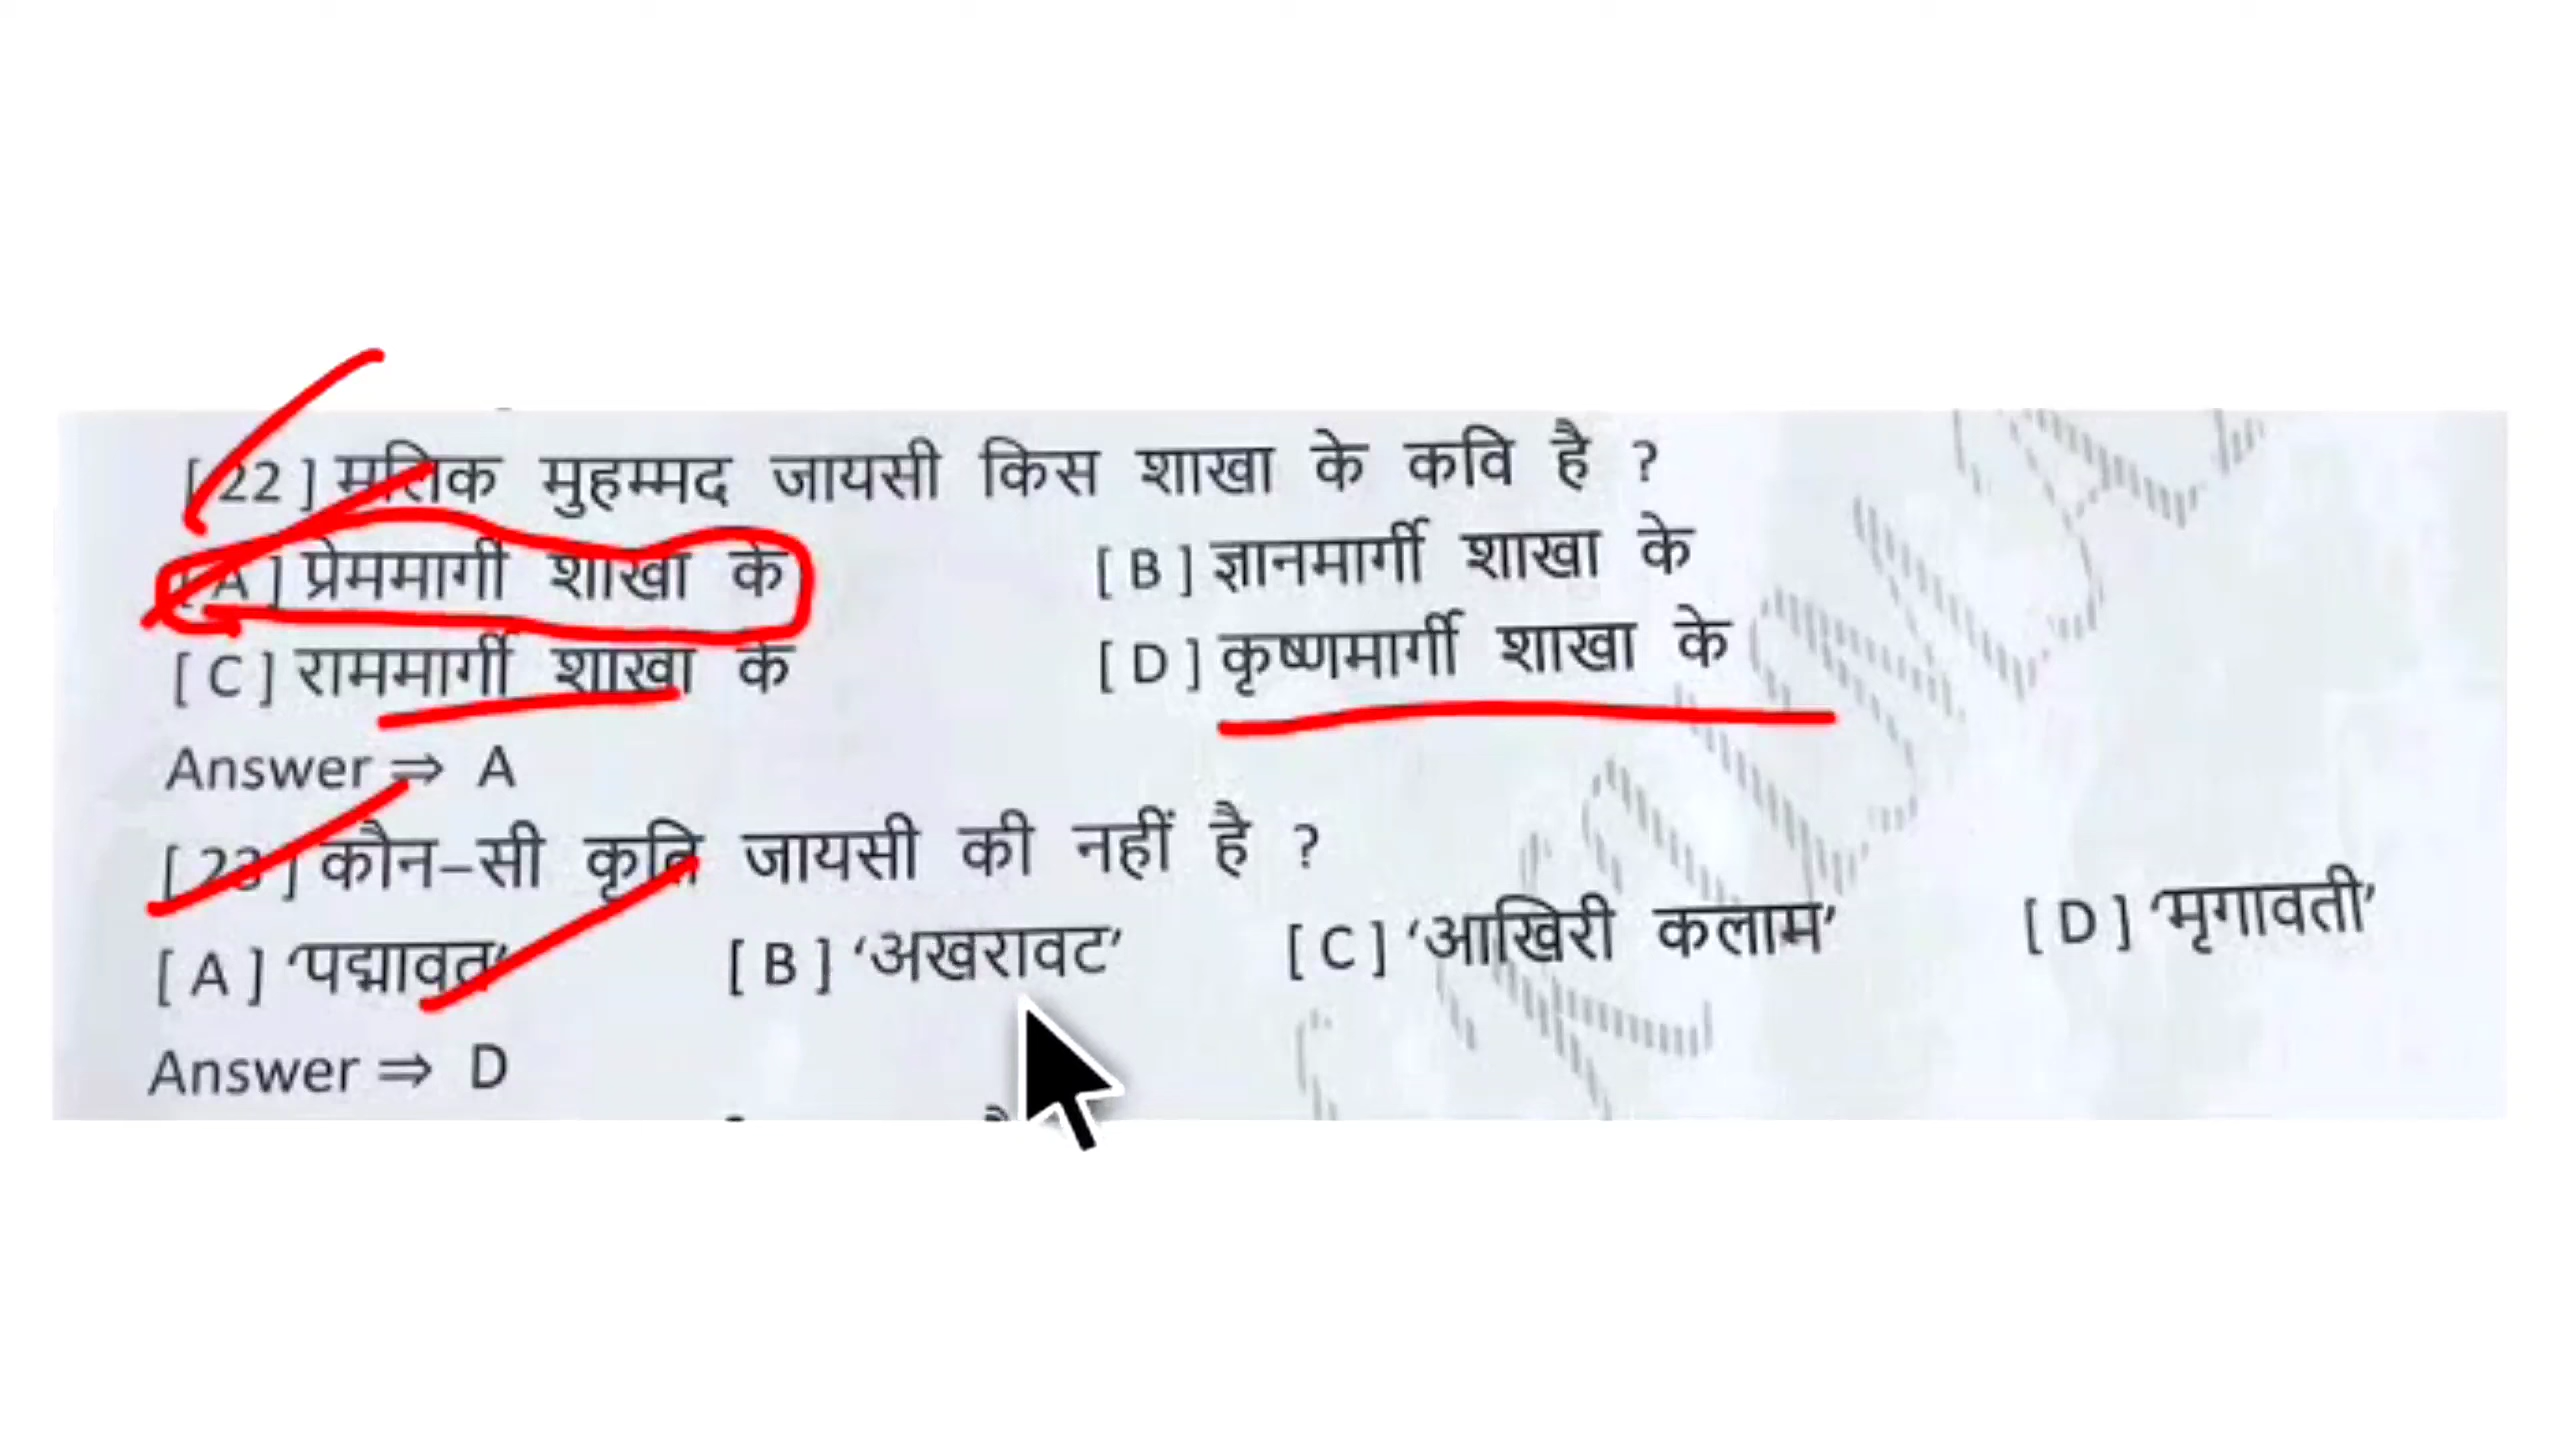 [ 22 ] मलिक मुहम्मद जायसी किस शाखा के कवि है ?
[ A ] प्रेममार्गी शाखा के [ B ] ज्ञानमार्गी शाखा के
[ C ] राममार्गी शाखा के [ D ] कृष्णमार्गी शाखा के
Answer ⇒ A
[ 23 ] कौन–सी कृति जायसी की नहीं है ?
[ A ] ‘पद्मावत’ [ B ] ‘अखरावट’ [ C ] ‘आखिरी कलाम’ [ D ] ‘मृगावती’
Answer ⇒ D